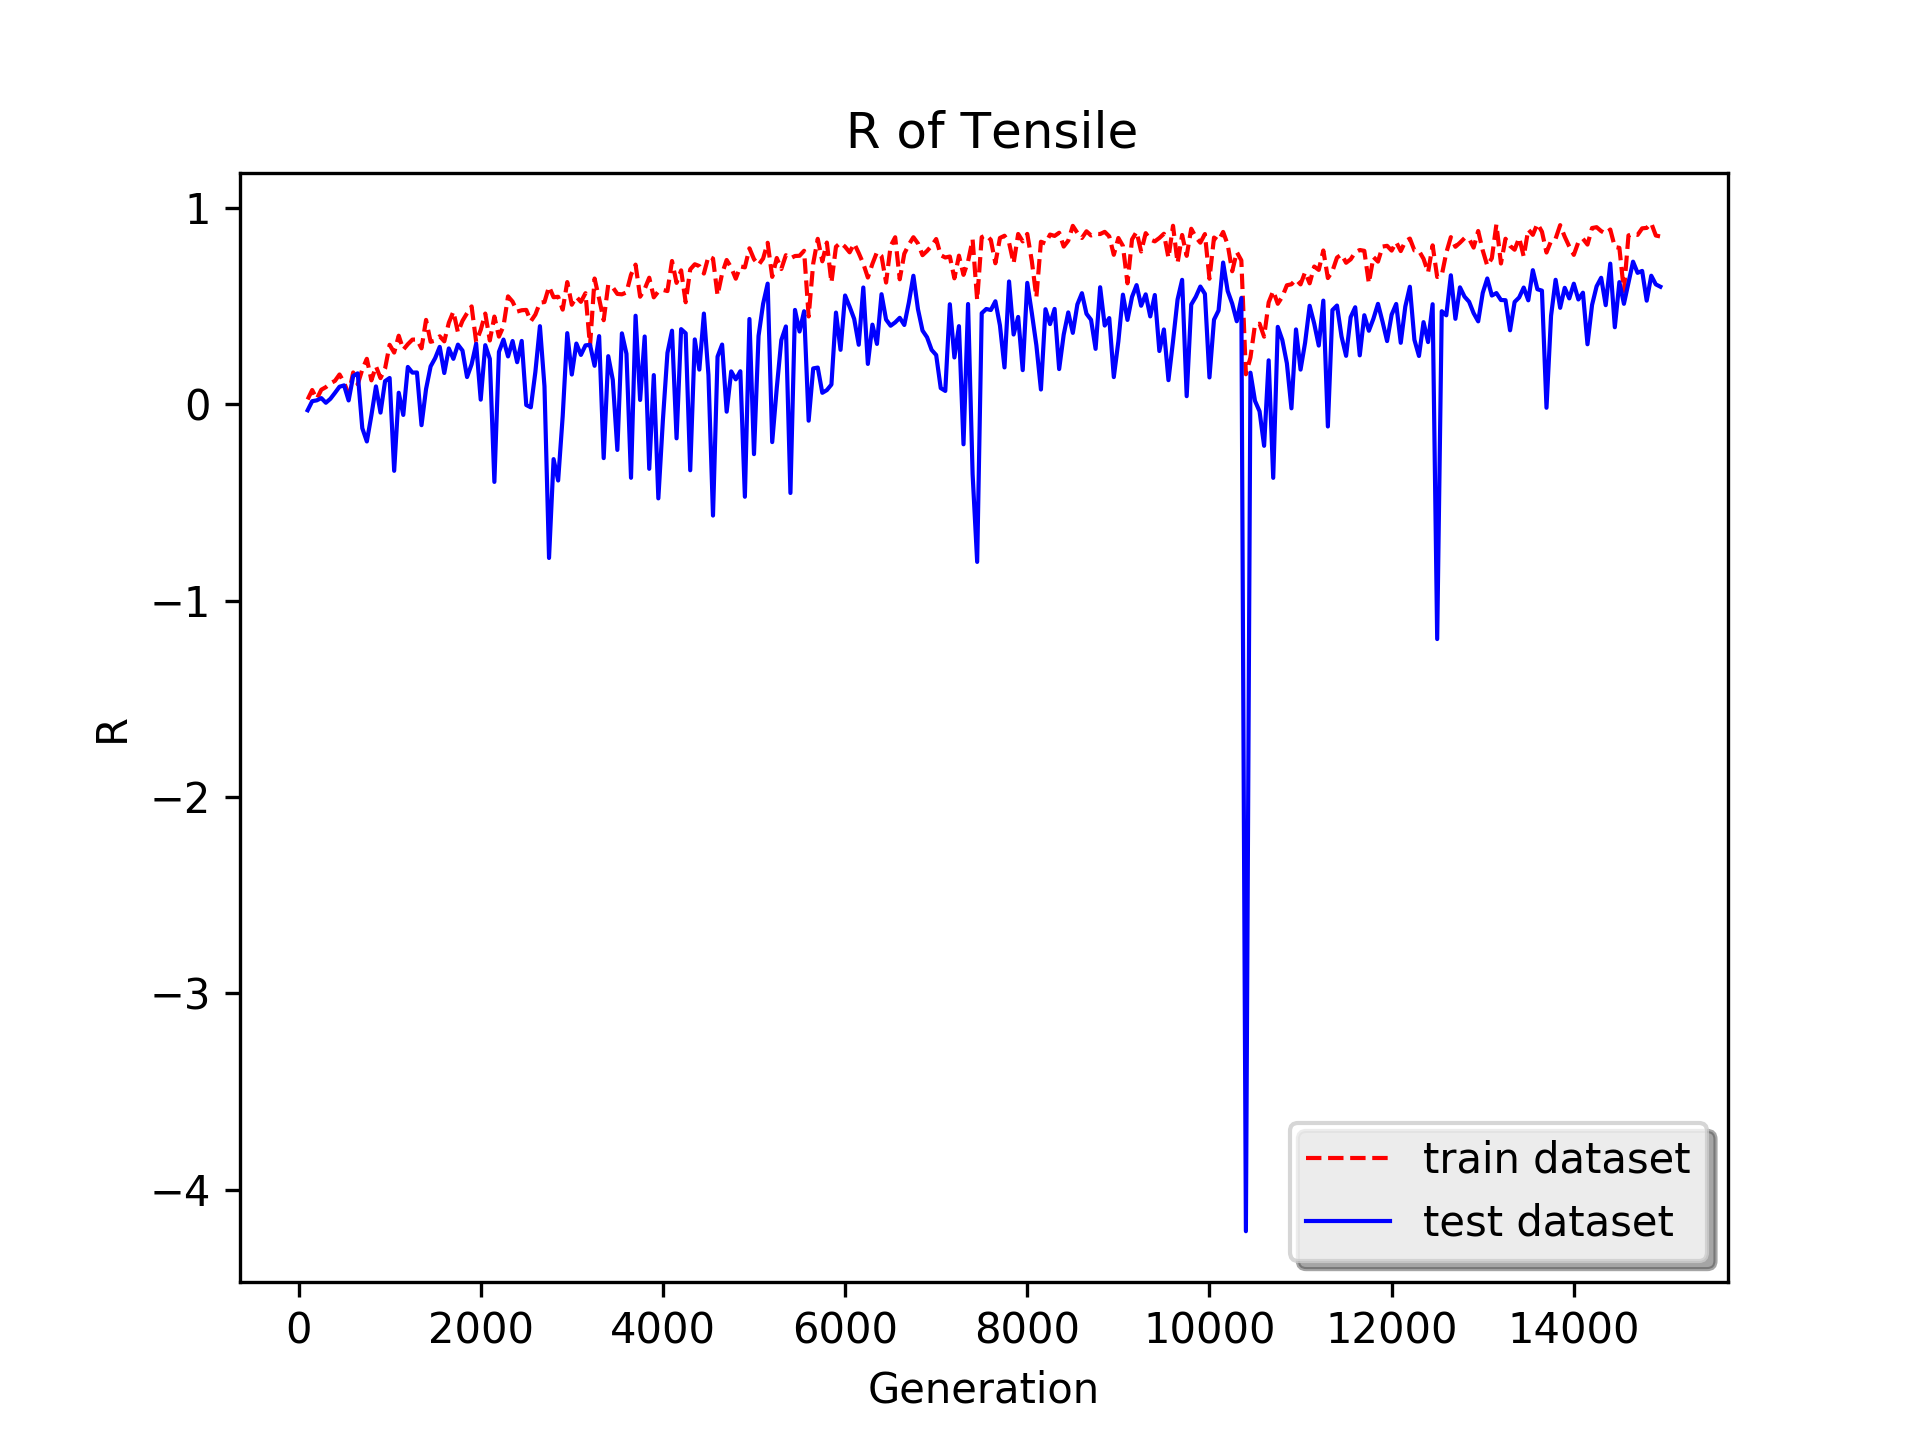 R of Tensile
1
0
−1
−2
−3
−4
R
train dataset
test dataset
0 2000 4000 6000 8000 10000 12000 14000
Generation